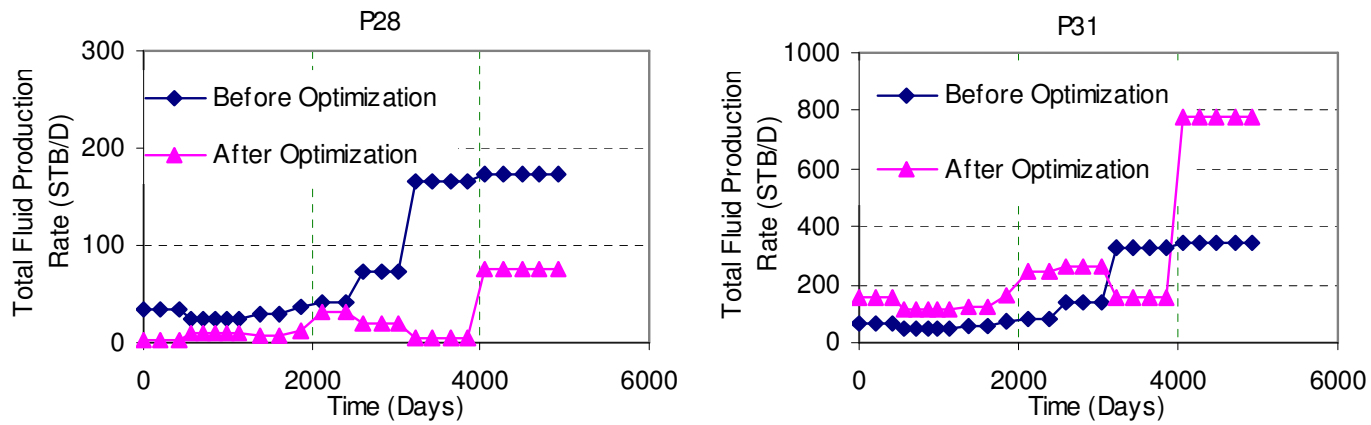 P28
300
200
100
0
0
2000
4000
6000
Time (Days)
Total Fluid Production
Rate (STB/D)
Before Optimization
After Optimization
P31
1000
800
600
400
200
0
0
2000
4000
6000
Time (Days)
Total Fluid Production
Rate (STB/D)
Before Optimization
After Optimization